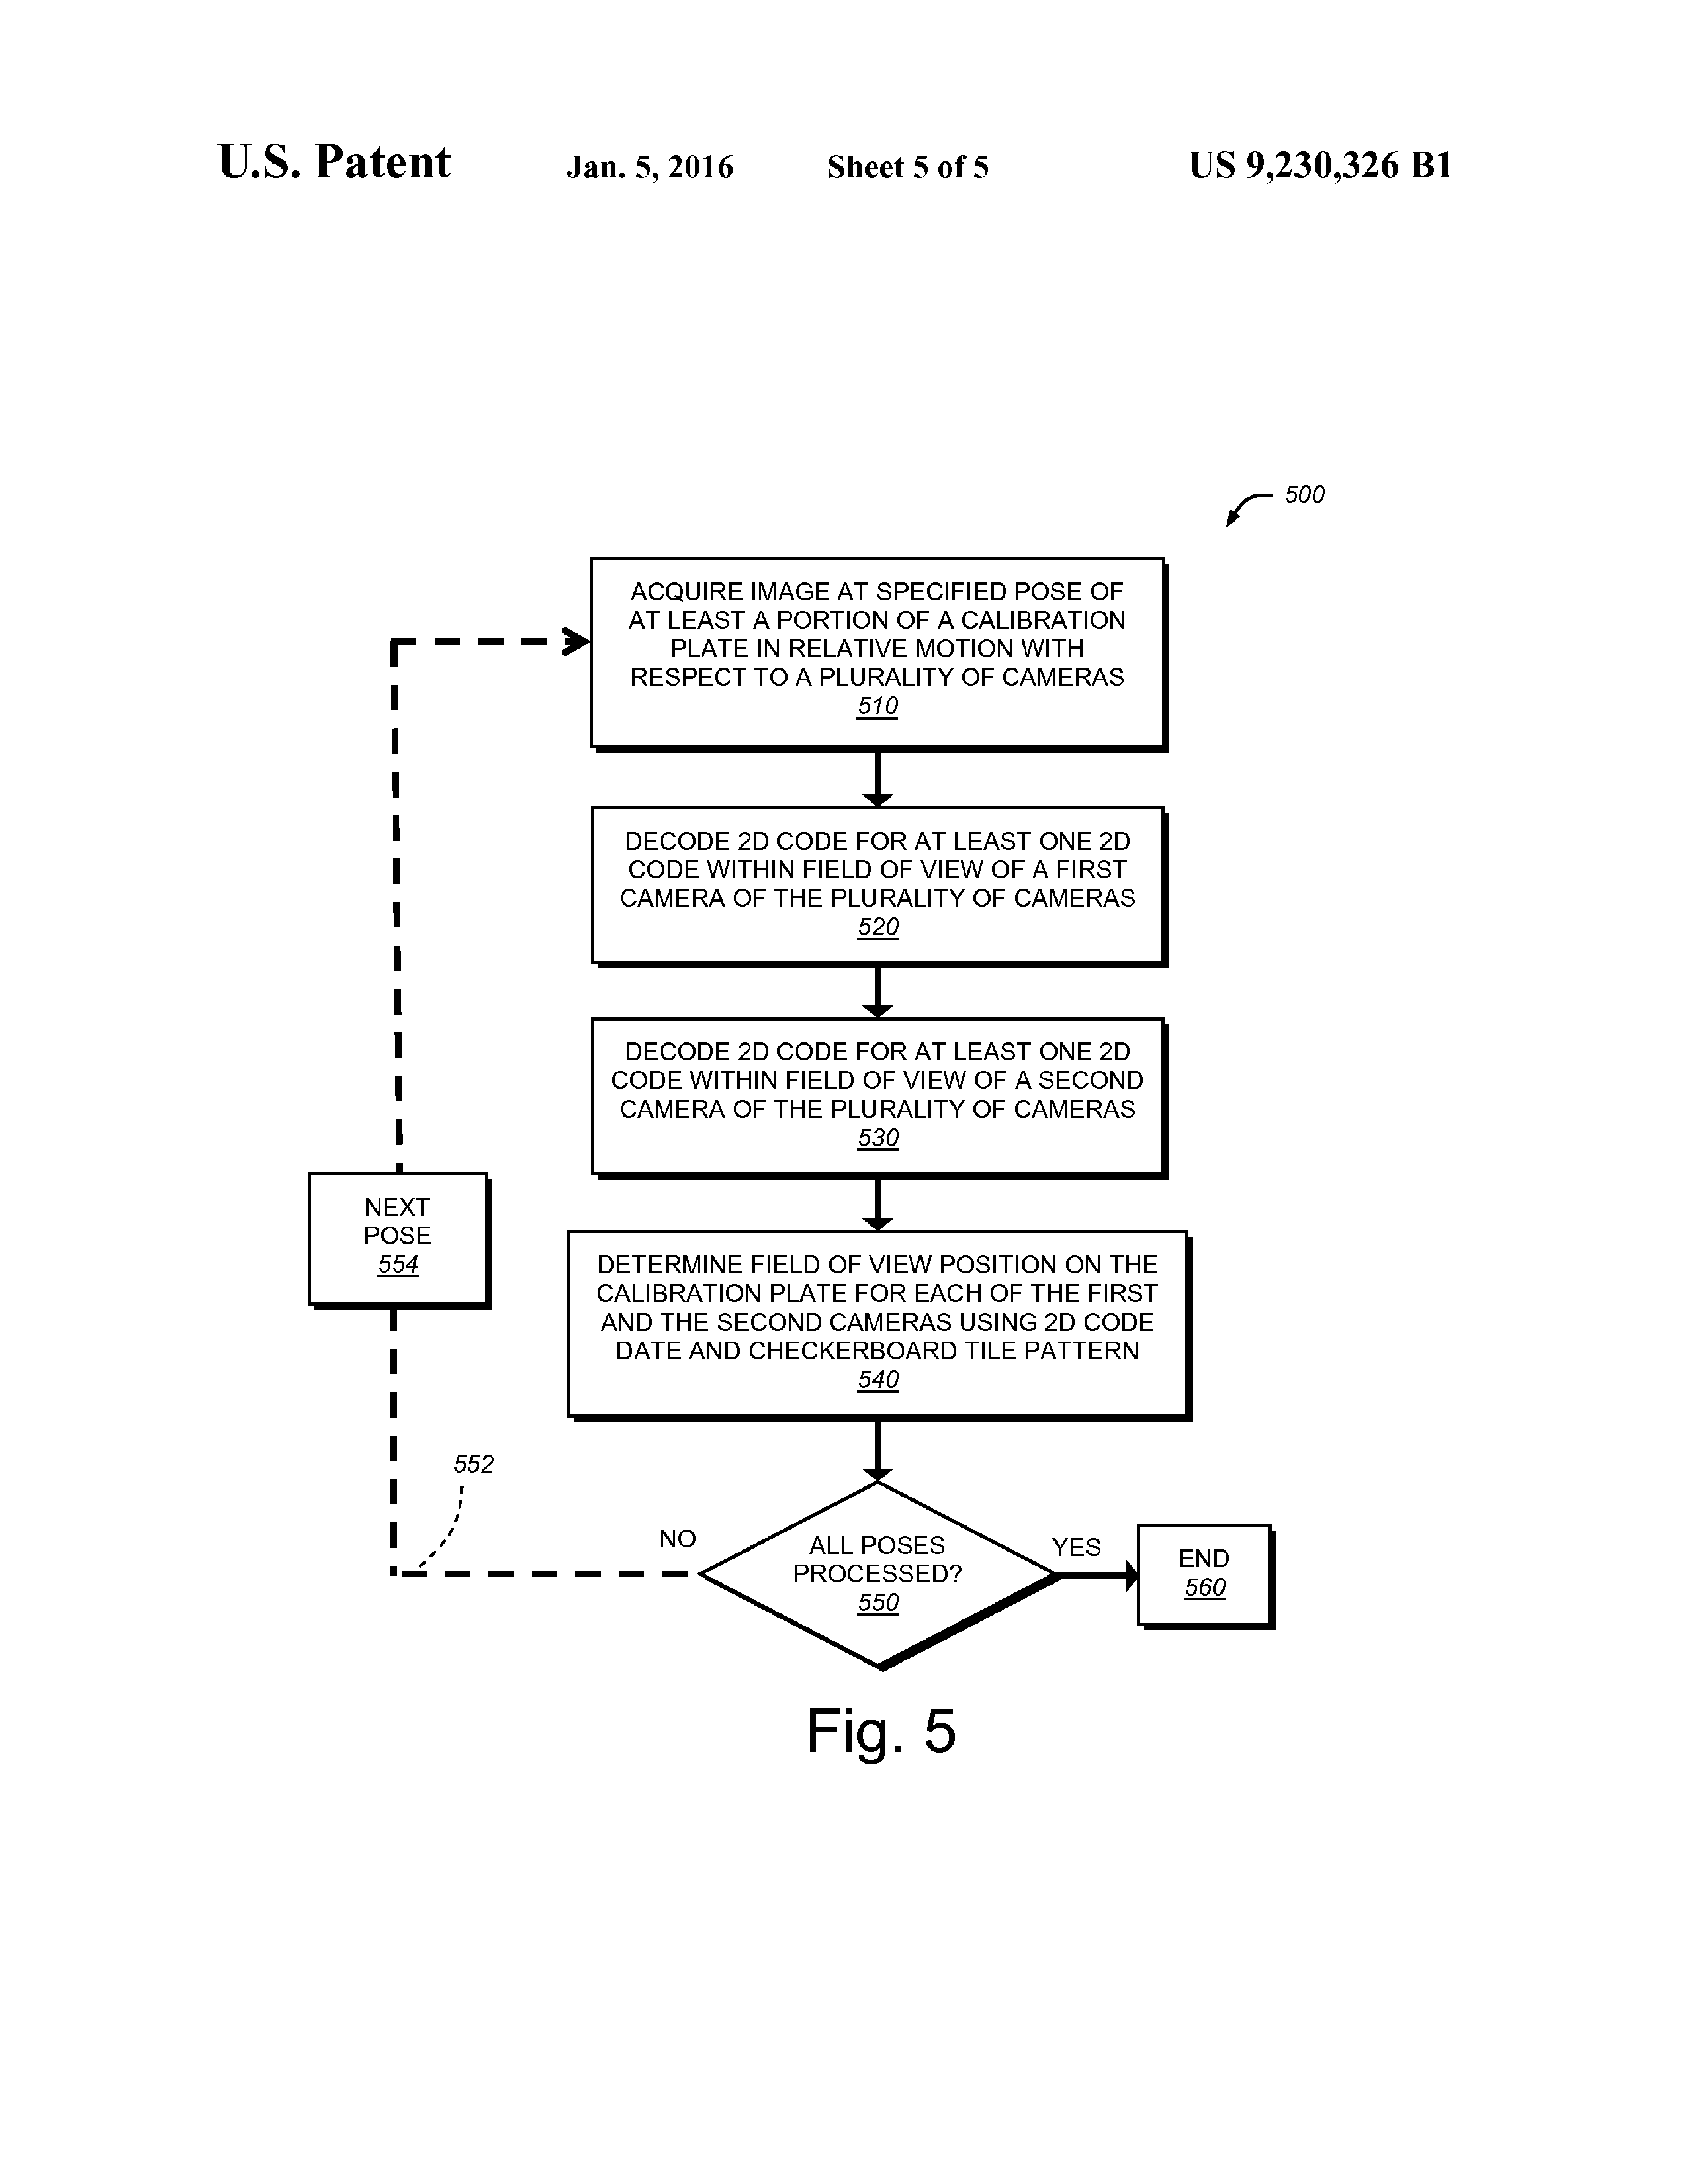 U.S. Patent Jan. 5, 2016 Sheet 5 of 5 US 9,230,326 B1
500
ACQUIRE IMAGE AT SPECIFIED POSE OF
AT LEAST A PORTION OF A CALIBRATION
PLATE IN RELATIVE MOTION WITH
RESPECT TO A PLURALITY OF CAMERAS
510
DECODE 2D CODE FOR AT LEAST ONE 2D
CODE WITHIN FIELD OF VIEW OF A FIRST
CAMERA OF THE PLURALITY OF CAMERAS
520
DECODE 2D CODE FOR AT LEAST ONE 2D
CODE WITHIN FIELD OF VIEW OF A SECOND
CAMERA OF THE PLURALITY OF CAMERAS
530
NEXT
POSE
554
DETERMINE FIELD OF VIEW POSITION ON THE
CALIBRATION PLATE FOR EACH OF THE FIRST
AND THE SECOND CAMERAS USING 2D CODE
DATE AND CHECKERBOARD TILE PATTERN
540
552
NO
ALL POSES
PROCESSED?
550
YES
END
560
Fig. 5